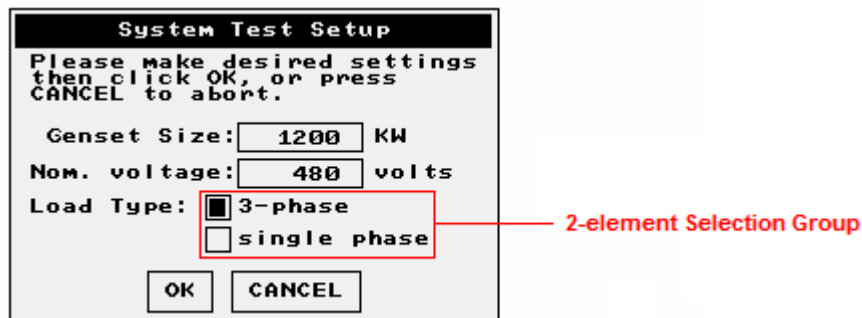 System Test Setup
Please make desired settings
then click OK, or press
CANCEL to abort.
Genset Size: 1200 KW
Nom. voltage: 480 volts
Load Type: 3-phase
single phase
2-element Selection Group
OK CANCEL